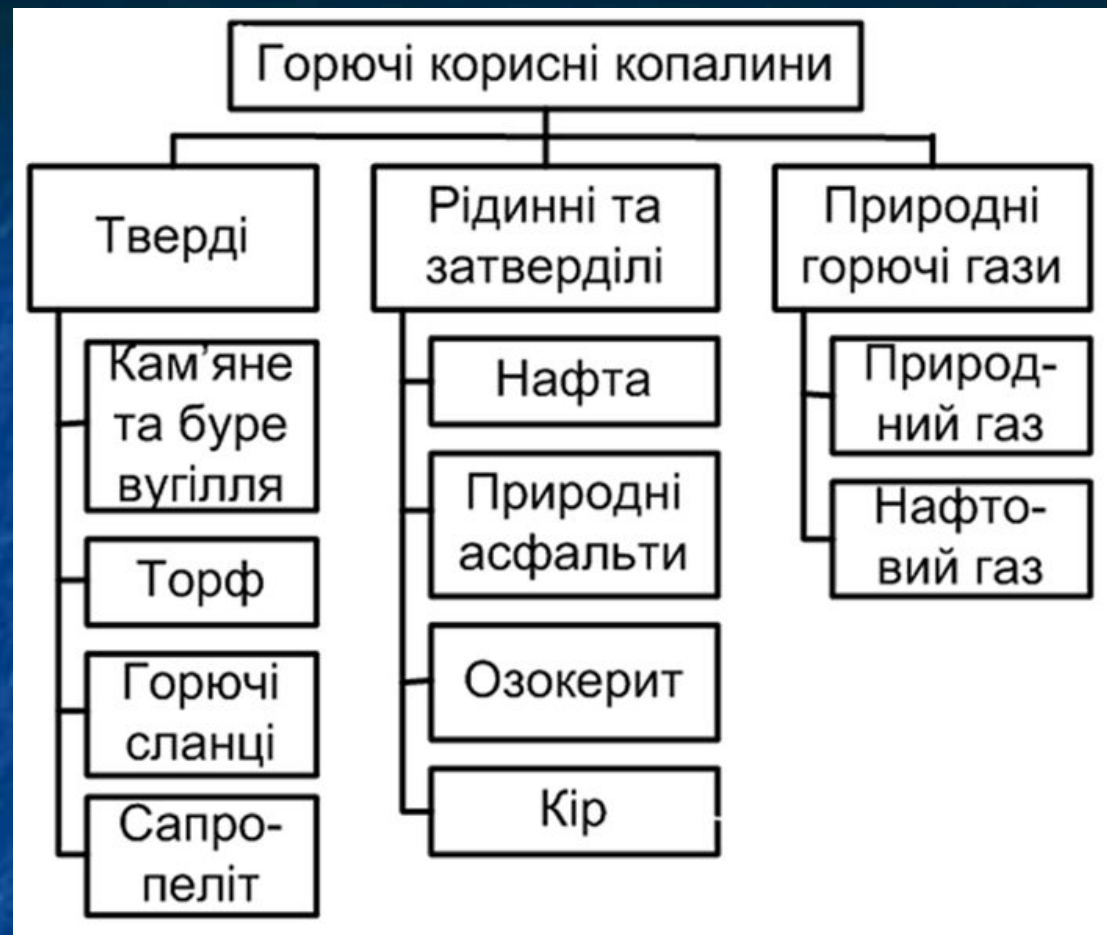 Горючі корисні копалини
Тверді
Кам’яне
та буре
вугілля
Торф
Горючі
сланці
Сапро-
пеліт
Рідинні та
затверділі
Нафта
Природні
асфальти
Озокерит
Кір
Природні
горючі гази
Природ-
ний газ
Нафто-
вий газ